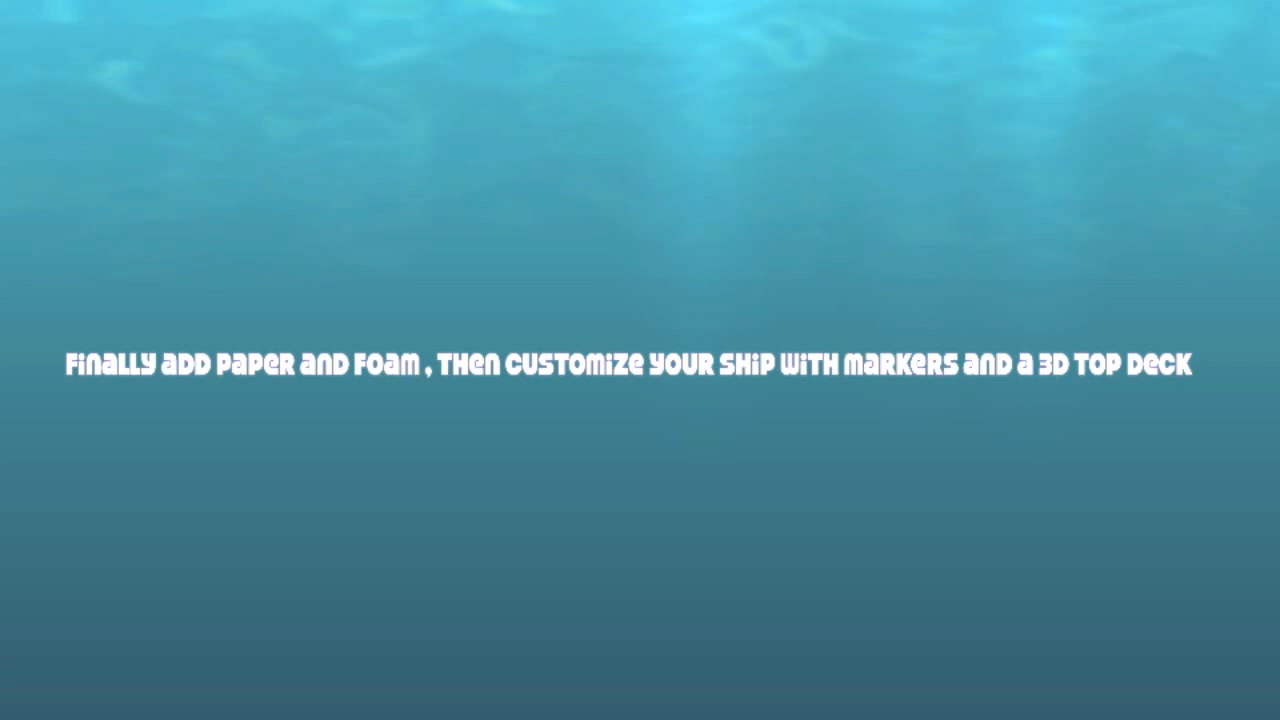 Finally add paper and foam , then customize your ship with markers and a 3D top deck